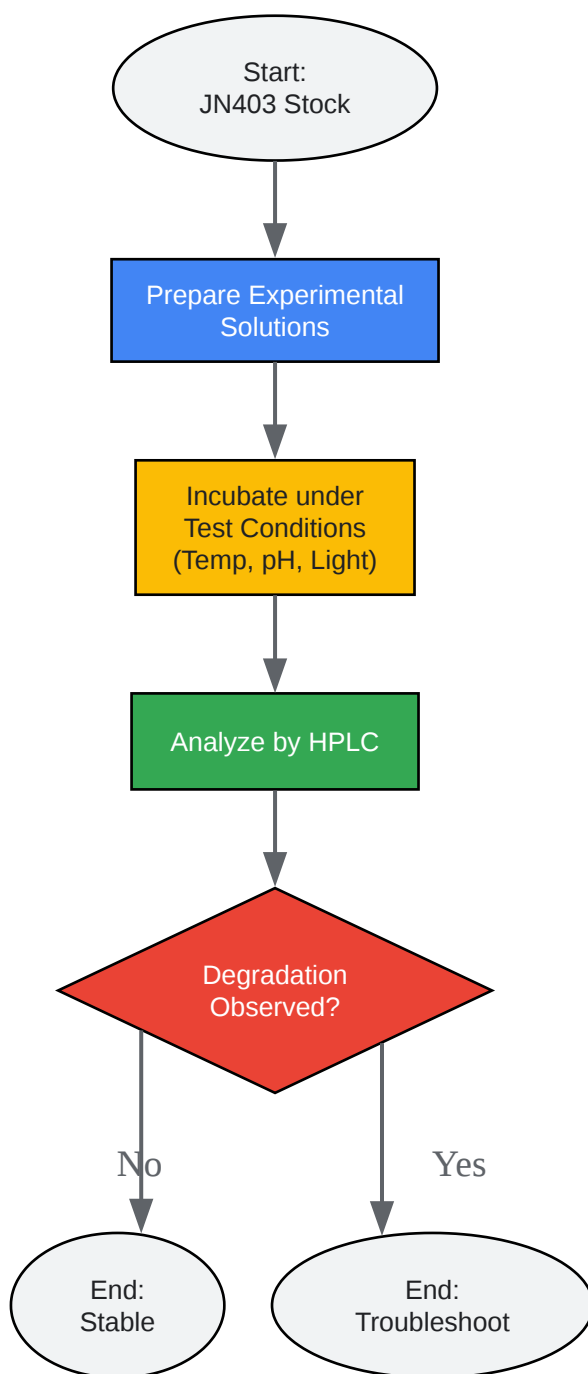 Start:
JN403 Stock
Prepare Experimental
Solutions
Incubate under
Test Conditions
(Temp, pH, Light)
Analyze by HPLC
Degradation
Observed?
No
Yes
End:
Stable
End:
Troubleshoot